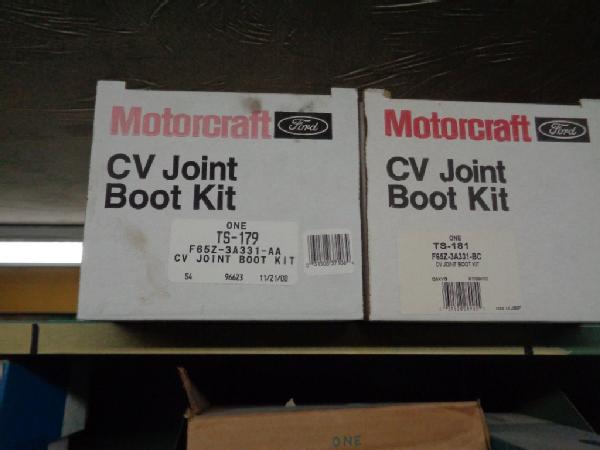 Motorcraft Ford
CV Joint
Boot Kit
ONE
TS-179
F65Z-3A331-AA
CV JOINT BOOT KIT
54 96623 11/21/00
Motorcraft Ford
CV Joint
Boot Kit
ONE
TS-181
F65Z-3A331-BC
CV JOINT BOOT KIT
ONE